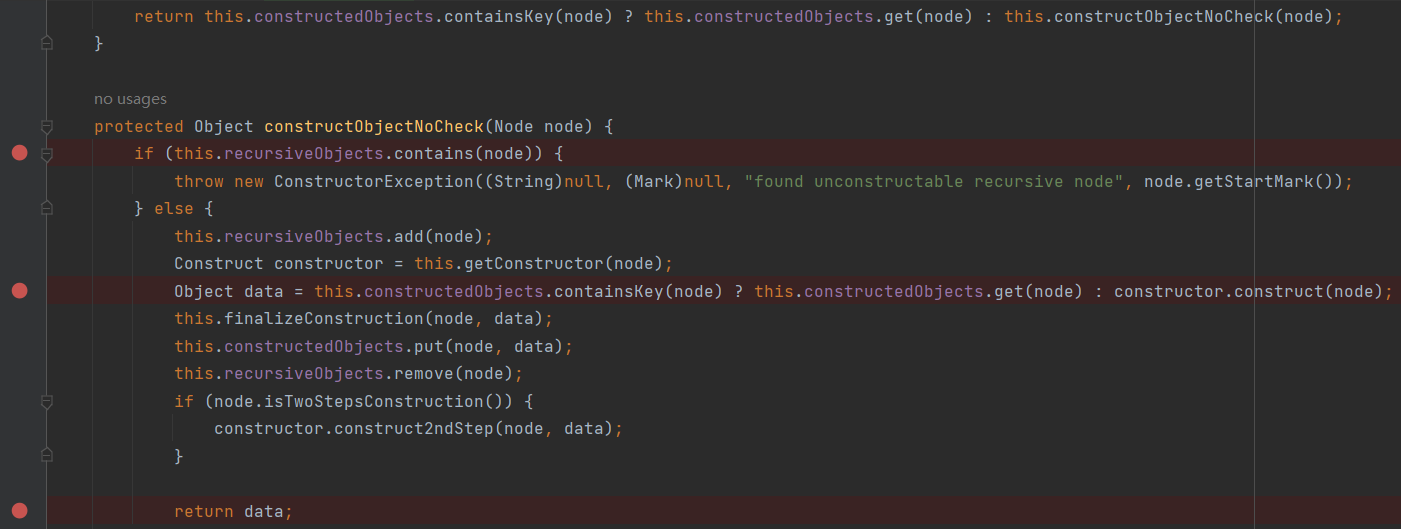 return this.constructedObjects.containsKey(node) ? this.constructedObjects.get(node) : this.constructObjectNoCheck(node);
}
no usages
protected Object constructObjectNoCheck(Node node) {
if (this.recursiveObjects.contains(node)) {
throw new ConstructorException((String)null, (Mark)null, "found unconstructable recursive node", node.getStartMark());
} else {
this.recursiveObjects.add(node);
Construct constructor = this.getConstructor(node);
Object data = this.constructedObjects.containsKey(node) ? this.constructedObjects.get(node) : constructor.construct(node);
this.finalizeConstruction(node, data);
this.constructedObjects.put(node, data);
this.recursiveObjects.remove(node);
if (node.isTwoStepsConstruction()) {
constructor.construct2ndStep(node, data);
}
return data;